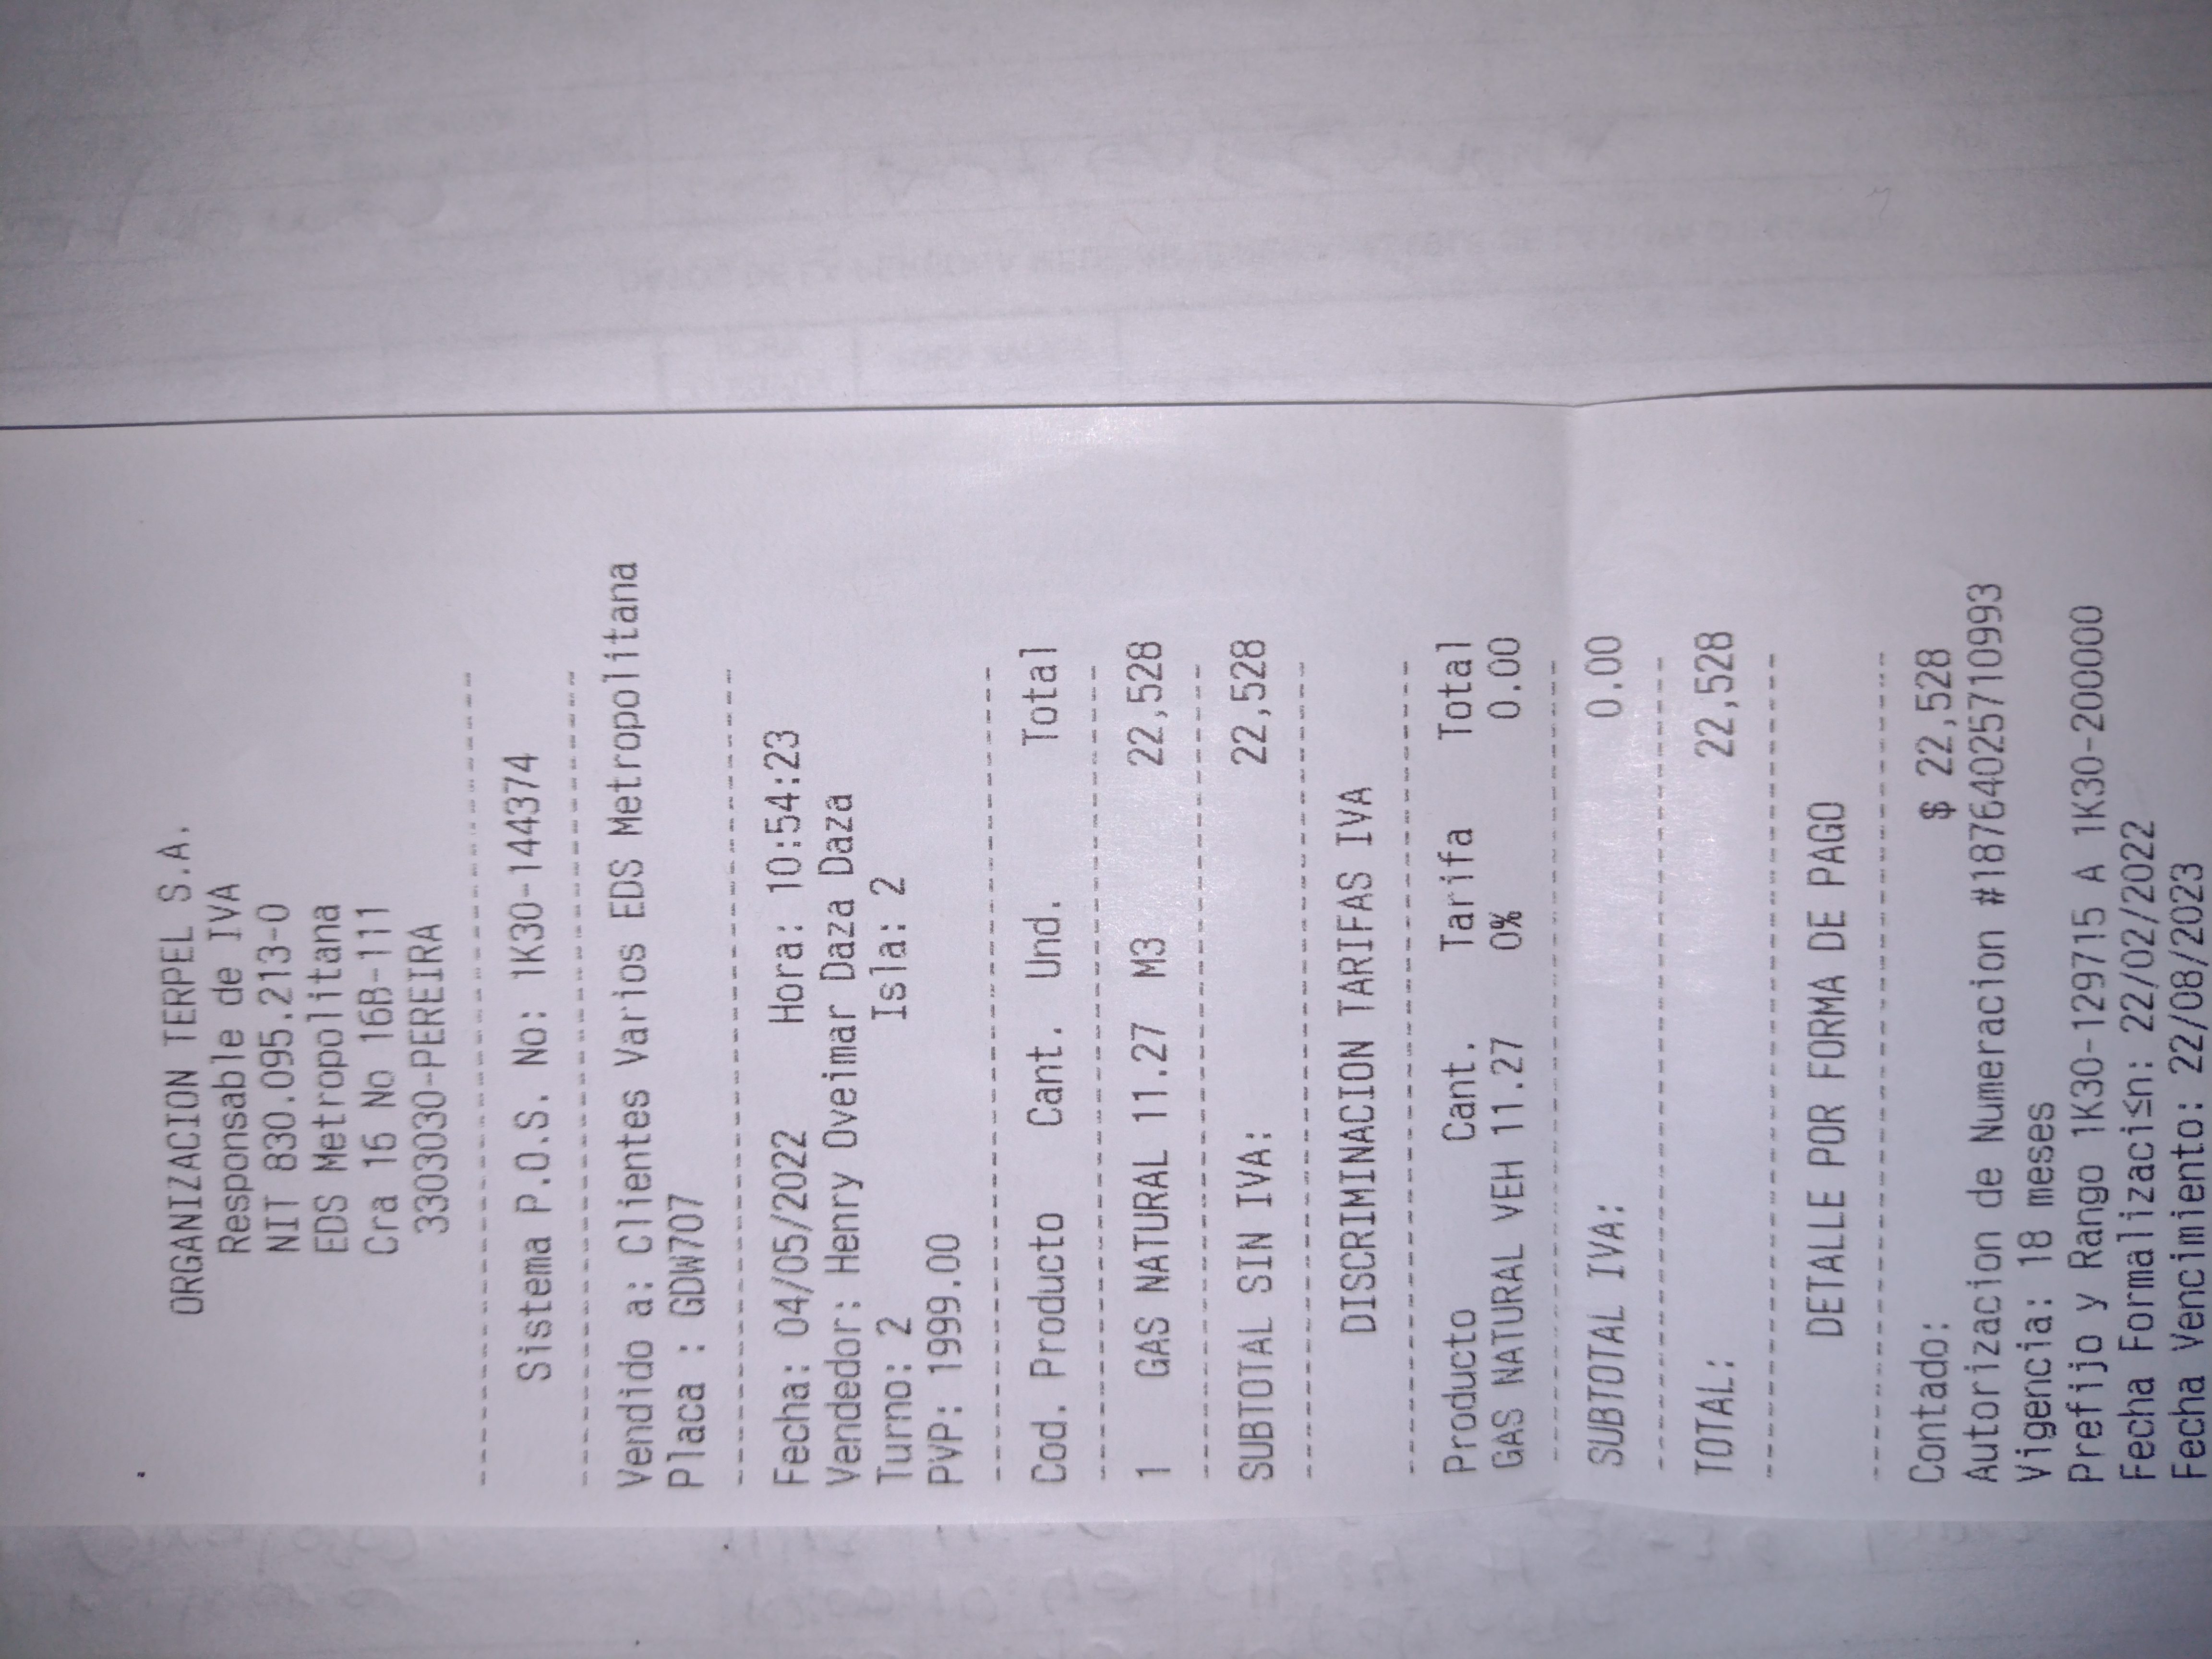 ORGANIZACION TERPEL S.A.
Responsable de IVA
NIT 830.095.213-0
EDS Metropolitana
Cra 16 No 16B-111
3303030-PEREIRA
Sistema P.O.S. No: 1K30-144374
Vendido a: Clientes Varios EDS Metropolitana
Placa : GDW707
Fecha: 04/05/2022 Hora: 10:54:23
Vendedor: Henry Oveimar Daza Daza
Turno: 2 Isla: 2
PVP: 1999.00
Cod. Producto Cant. Und. Total
1 GAS NATURAL 11.27 M3 22,528
SUBTOTAL SIN IVA: 22,528
DISCRIMINACION TARIFAS IVA
Producto Cant. Tarifa Total
GAS NATURAL VEH 11.27 0% 0.00
SUBTOTAL IVA: 0.00
TOTAL: 22,528
DETALLE POR FORMA DE PAGO
Contado: $ 22,528
Autorizacion de Numeracion #18764025710993
Vigencia: 18 meses
Prefijo y Rango 1K30-129715 A 1K30-200000
Fecha Formalizaci≤n: 22/02/2022
Fecha Vencimiento: 22/08/2023